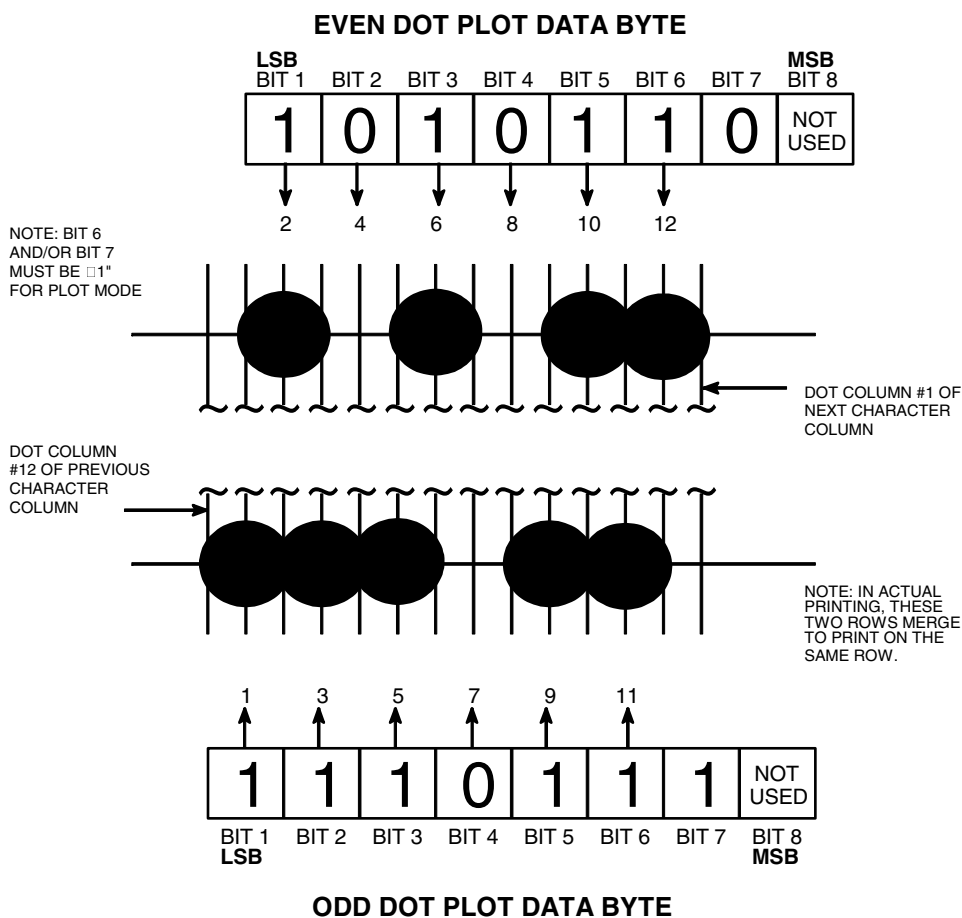 EVEN DOT PLOT DATA BYTE
LSB MSB
BIT 1 BIT 2 BIT 3 BIT 4 BIT 5 BIT 6 BIT 7 BIT 8
1 0 1 0 1 1 0 NOT USED
2 4 6 8 10 12
NOTE: BIT 6
AND/OR BIT 7
MUST BE □1"
FOR PLOT MODE
DOT COLUMN #1 OF
NEXT CHARACTER
COLUMN
DOT COLUMN
#12 OF PREVIOUS
CHARACTER
COLUMN
NOTE: IN ACTUAL
PRINTING, THESE
TWO ROWS MERGE
TO PRINT ON THE
SAME ROW.
1 3 5 7 9 11
1 1 1 0 1 1 1 NOT USED
BIT 1 BIT 2 BIT 3 BIT 4 BIT 5 BIT 6 BIT 7 BIT 8
LSB MSB
ODD DOT PLOT DATA BYTE